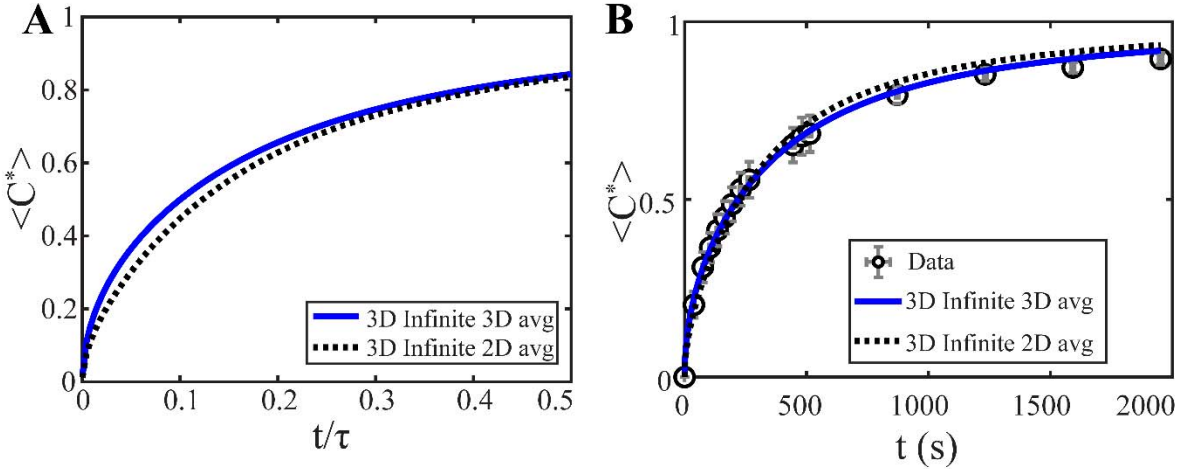 A
1
0.8
0.6
0.4
0.2
0
<C*>
0
0.1
0.2
0.3
0.4
0.5
t/τ
3D Infinite 3D avg
3D Infinite 2D avg
B
1
0.5
0
<C*>
0
500
1000
1500
2000
t (s)
Data
3D Infinite 3D avg
3D Infinite 2D avg